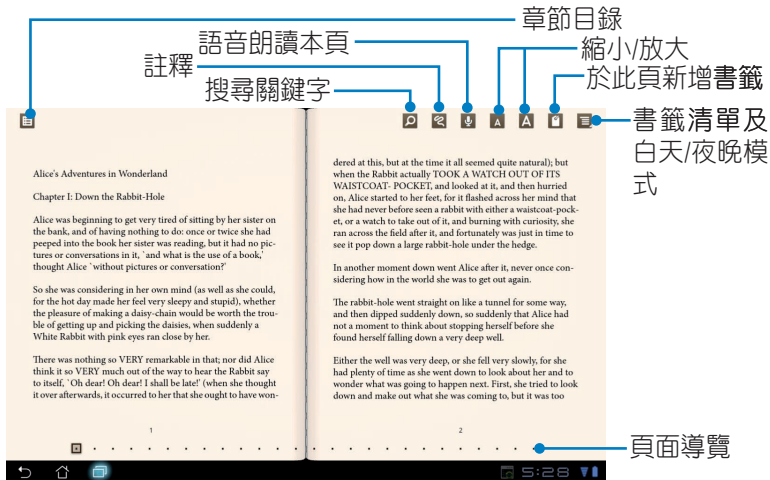 章節目錄
語音朗讀本頁
縮小/放大
註釋
於此頁新增書籤
搜尋關鍵字
書籤清單及
白天/夜晚模
式
A
A
Alice's Adventures in Wonderland
Chapter I: Down the Rabbit-Hole
Alice was beginning to get very tired of sitting by her sister on
the bank, and of having nothing to do: once or twice she had
peeped into the book her sister was reading, but it had no pic-
tures or conversations in it, `and what is the use of a book,'
thought Alice `without pictures or conversation?'
So she was considering in her own mind (as well as she could,
for the hot day made her feel very sleepy and stupid), whether
the pleasure of making a daisy-chain would be worth the trou-
ble of getting up and picking the daisies, when suddenly a
White Rabbit with pink eyes ran close by her.
There was nothing so VERY remarkable in that; nor did Alice
think it so VERY much out of the way to hear the Rabbit say
to itself, `Oh dear! Oh dear! I shall be late!' (when she thought
it over afterwards, it occurred to her that she ought to have won-
1
dered at this, but at the time it all seemed quite natural); but
when the Rabbit actually TOOK A WATCH OUT OF ITS
WAISTCOAT- POCKET, and looked at it, and then hurried
on, Alice started to her feet, for it flashed across her mind that
she had never before seen a rabbit with either a waistcoat-pock-
et, or a watch to take out of it, and burning with curiosity, she
ran across the field after it, and fortunately was just in time to
see it pop down a large rabbit-hole under the hedge.
In another moment down went Alice after it, never once con-
sidering how in the world she was to get out again.
The rabbit-hole went straight on like a tunnel for some way,
and then dipped suddenly down, so suddenly that Alice had
not a moment to think about stopping herself before she
found herself falling down a very deep well.
Either the well was very deep, or she fell very slowly, for she
had plenty of time as she went down to look about her and to
wonder what was going to happen next. First, she tried to look
down and make out what she was coming to, but it was too
2
頁面導覽
5:28